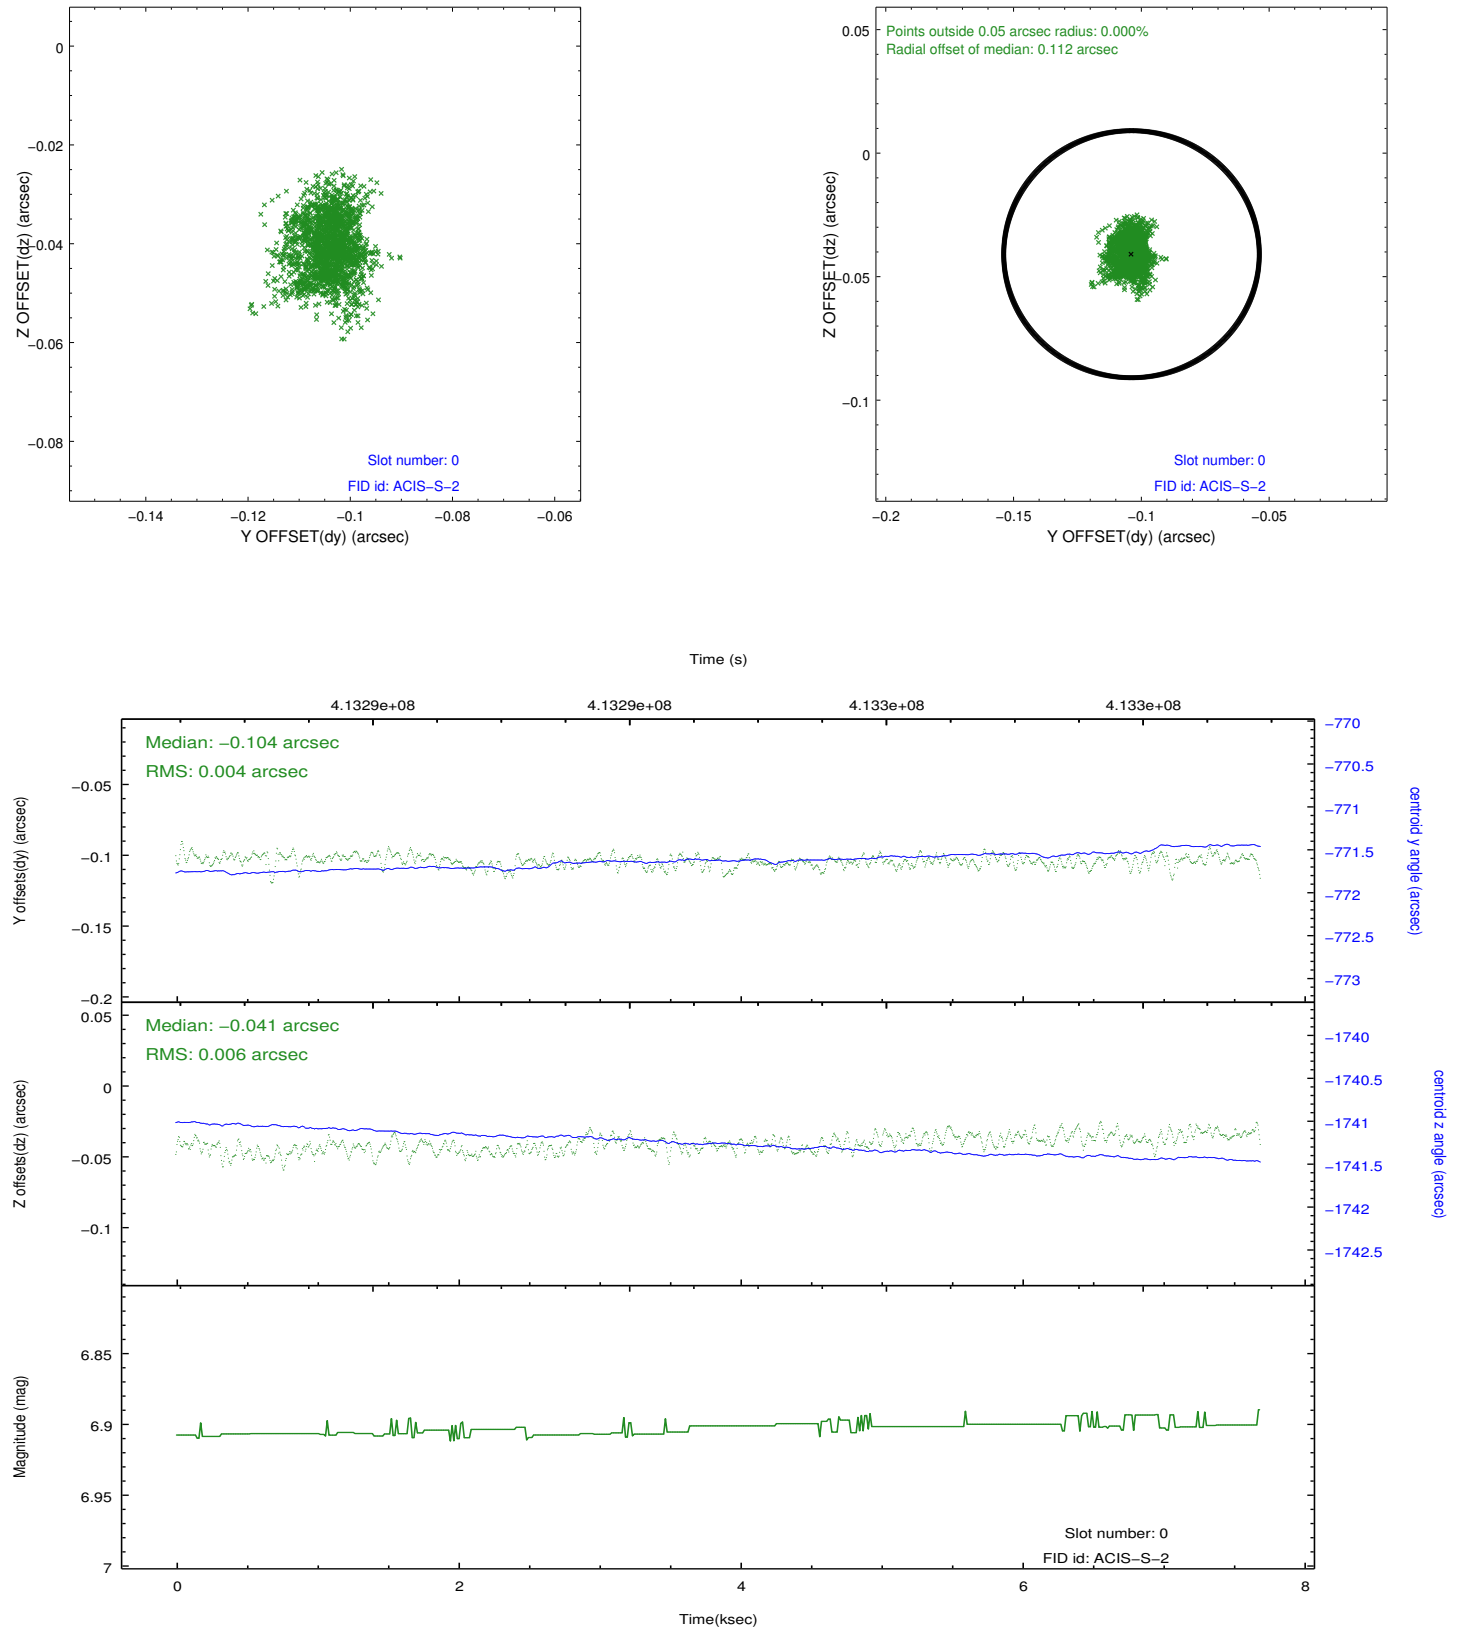 0
−0.02
−0.04
−0.06
−0.08
Z OFFSET(dz) (arcsec)
Slot number: 0
FID id: ACIS−S−2
−0.14
−0.12
−0.1
−0.08
−0.06
Y OFFSET(dy) (arcsec)
Points outside 0.05 arcsec radius: 0.000%
Radial offset of median: 0.112 arcsec
0.05
0
−0.05
−0.1
Z OFFSET(dz) (arcsec)
Slot number: 0
FID id: ACIS−S−2
−0.2
−0.15
−0.1
−0.05
Y OFFSET(dy) (arcsec)
Time (s)
4.1329e+08
4.1329e+08
4.133e+08
4.133e+08
Median: −0.104 arcsec
RMS: 0.004 arcsec
−0.05
−0.1
−0.15
−0.2
Y offsets(dy) (arcsec)
−770
−770.5
−771
−771.5
−772
−772.5
−773
centroid y angle (arcsec)
Median: −0.041 arcsec
RMS: 0.006 arcsec
0.05
0
−0.05
−0.1
Z offsets(dz) (arcsec)
−1740
−1740.5
−1741
−1741.5
−1742
−1742.5
centroid z angle (arcsec)
6.85
6.9
6.95
7
Magnitude (mag)
Slot number: 0
FID id: ACIS−S−2
0
2
4
6
8
Time(ksec)